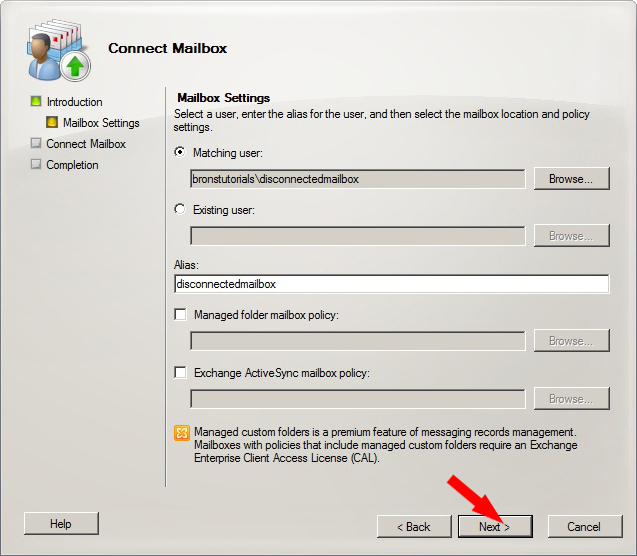 Connect Mailbox
Introduction
Mailbox Settings
Connect Mailbox
Completion
Mailbox Settings
Select a user, enter the alias for the user, and then select the mailbox location and policy
settings.
Matching user:
bronstutorials\disconnectedmailbox
Browse...
Existing user:
Browse...
Alias:
disconnectedmailbox
Managed folder mailbox policy:
Browse...
Exchange ActiveSync mailbox policy:
Browse...
Managed custom folders is a premium feature of messaging records management.
Mailboxes with policies that include managed custom folders require an Exchange
Enterprise Client Access License (CAL).
Help
< Back
Next >
Cancel